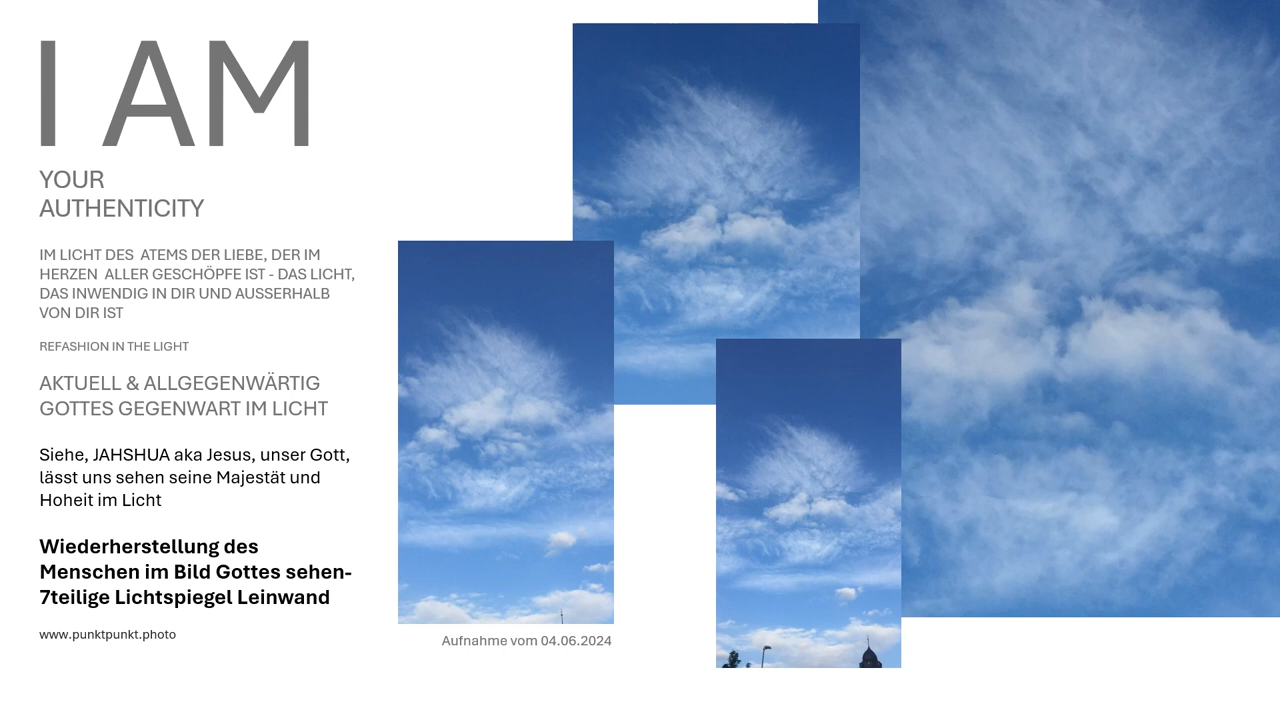 I AM
YOUR
AUTHENTICITY
IM LICHT DES  ATEMS DER LIEBE, DER IM
HERZEN  ALLER GESCHÖPFE IST - DAS LICHT,
DAS INWENDIG IN DIR UND AUSSERHALB
VON DIR IST
REFASHION IN THE LIGHT
AKTUELL & ALLGEGENWÄRTIG
GOTTES GEGENWART IM LICHT
Siehe, JAHSHUA aka Jesus, unser Gott,
lässt uns sehen seine Majestät und
Hoheit im Licht
Wiederherstellung des
Menschen im Bild Gottes sehen-
7teilige Lichtspiegel Leinwand
www.punktpunkt.photo
Aufnahme vom 04.06.2024